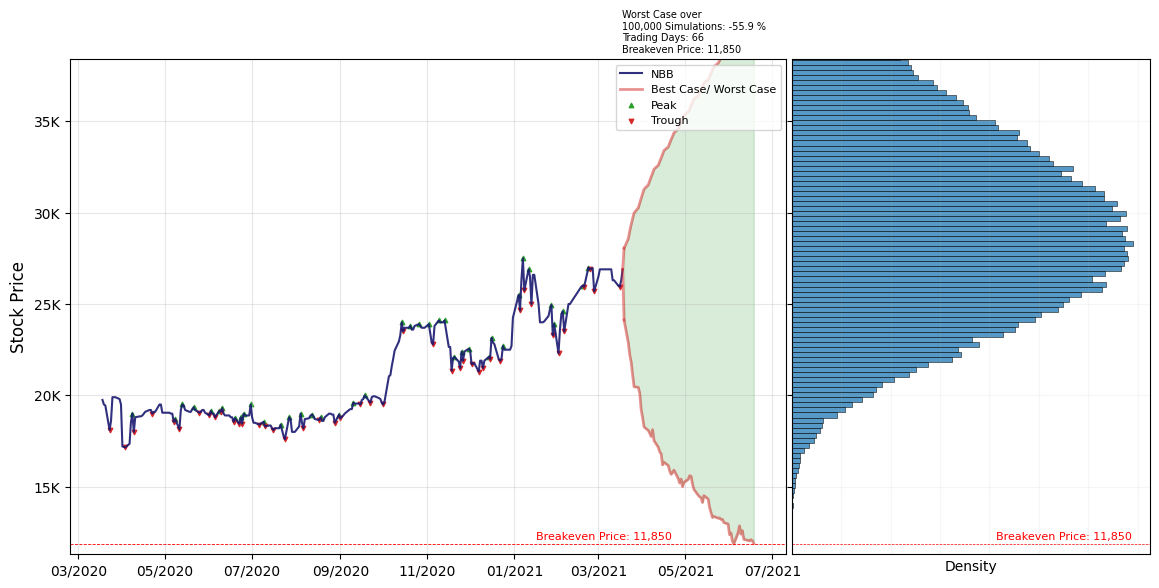 Worst Case over
100,000 Simulations: -55.9 %
Trading Days: 66
Breakeven Price: 11,850
NBB
Best Case/ Worst Case
Peak
Trough
35K
30K
25K
20K
15K
Stock Price
Breakeven Price: 11,850
Breakeven Price: 11,850
03/2020 05/2020 07/2020 09/2020 11/2020 01/2021 03/2021 05/2021 07/2021
Density